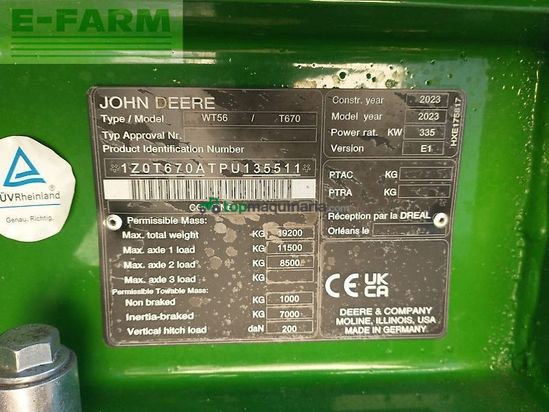 E-FARM
JOHN DEERE
Type / Model WT56 / T670
Typ Approval Nr.
Product Identification Number
*1Z0T670ATPU135511*
Permissible Mass:
Max. total weight KG 19200
Max. axle 1 load KG 11500
Max. axle 2 load KG 8500
Max. axle 3 load KG
Permissible Towable Mass:
Non braked KG 1000
Inertia-braked KG 7000
Vertical hitch load daN 200
Constr. year 2023
Model year 2023
Power rat. KW 335
Version E1
HXE175817
PTAC KG
PTRA KG
Réception par la DREAL
Orléans le
CE UK
CA
DEERE & COMPANY
MOLINE, ILLINOIS, USA
MADE IN GERMANY
topmaquinaria.com
TÜVRheinland
Genau. Richtig.